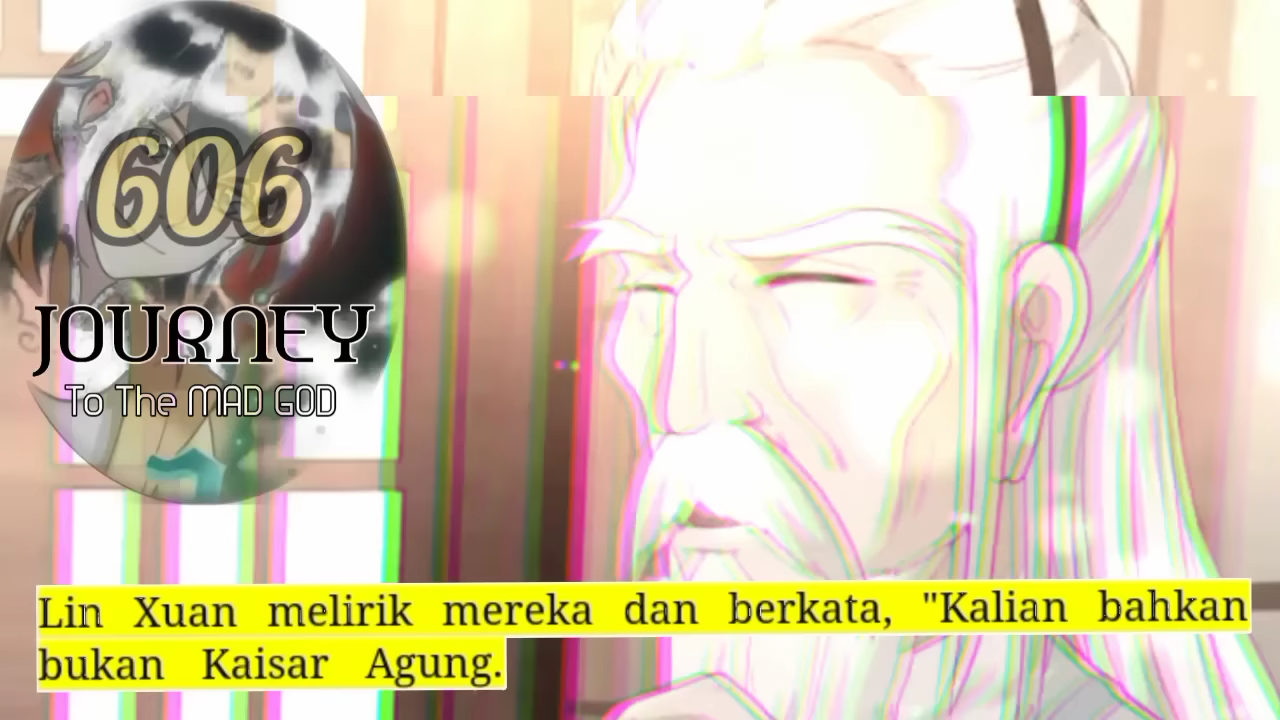 606
JOURNEY
To The MAD GOD
Lin Xuan melirik mereka dan berkata, "Kalian bahkan
bukan Kaisar Agung.